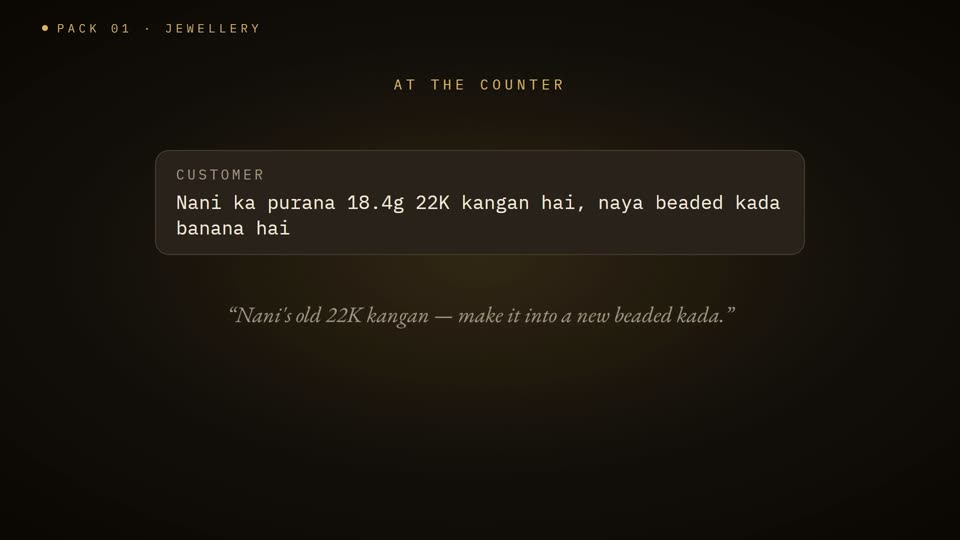 PACK 01 · JEWELLERY
AT THE COUNTER
CUSTOMER
Nani ka purana 18.4g 22K kangan hai, naya beaded kada
banana hai
“Nani's old 22K kangan — make it into a new beaded kada.”